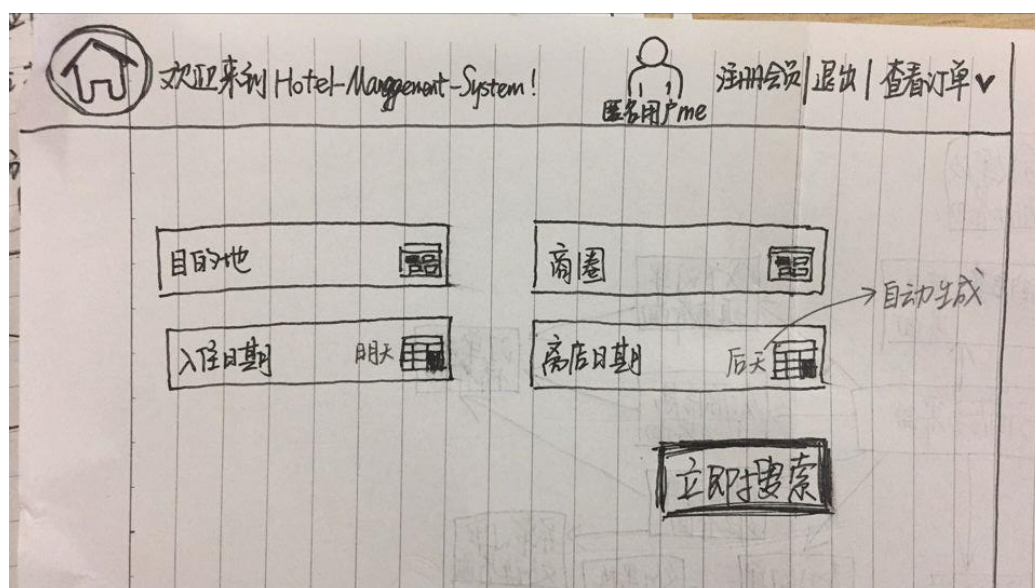 欢迎来到 Hotel-Mangaement-System!
匿名用户me
注册会员|退出|查看订单
目的地
商圈
自动生成
入住日期 明天
离店日期 后天
立即搜索